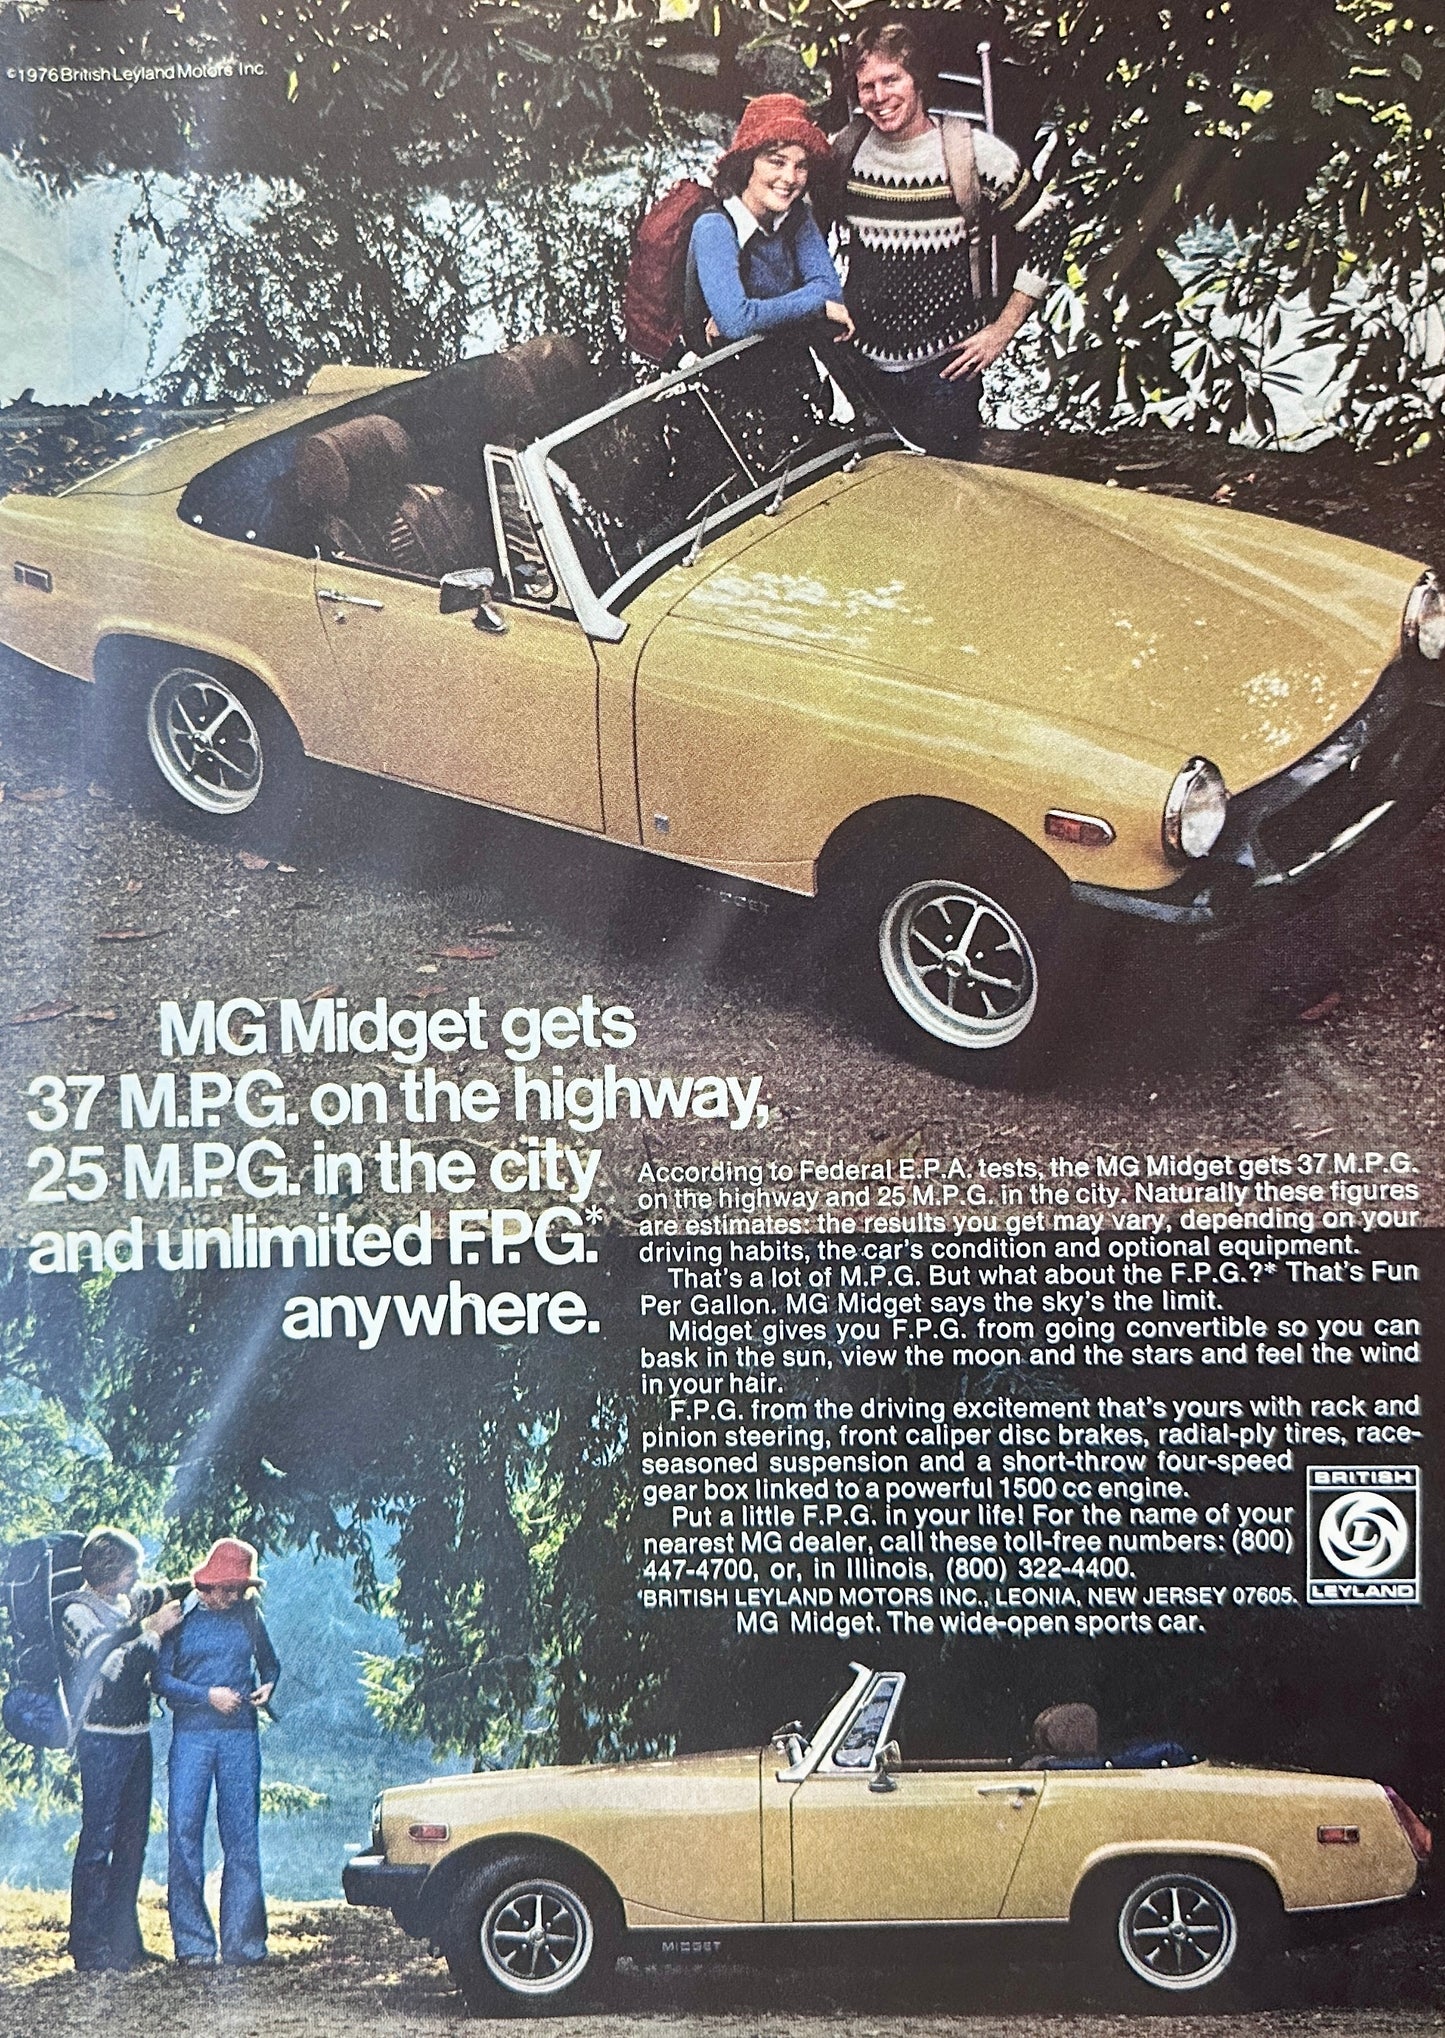 ©1976 British Leyland Motors Inc.
MG Midget gets
37 M.P.G. on the highway,
25 M.P.G. in the city
and unlimited F.P.G.*
anywhere.
According to Federal E.P.A. tests, the MG Midget gets 37 M.P.G.
on the highway and 25 M.P.G. in the city. Naturally these figures
are estimates: the results you get may vary, depending on your
driving habits, the car's condition and optional equipment.
That's a lot of M.P.G. But what about the F.P.G.?* That's Fun
Per Gallon. MG Midget says the sky's the limit.
Midget gives you F.P.G. from going convertible so you can
bask in the sun, view the moon and the stars and feel the wind
in your hair.
F.P.G. from the driving excitement that's yours with rack and
pinion steering, front caliper disc brakes, radial-ply tires, race-
seasoned suspension and a short-throw four-speed
gear box linked to a powerful 1500 cc engine.
Put a little F.P.G. in your life! For the name of your
nearest MG dealer, call these toll-free numbers: (800)
447-4700, or, in Illinois, (800) 322-4400.
*BRITISH LEYLAND MOTORS INC., LEONIA, NEW JERSEY 07605.
MG Midget. The wide-open sports car.
BRITISH
L
LEYLAND
MIDGET